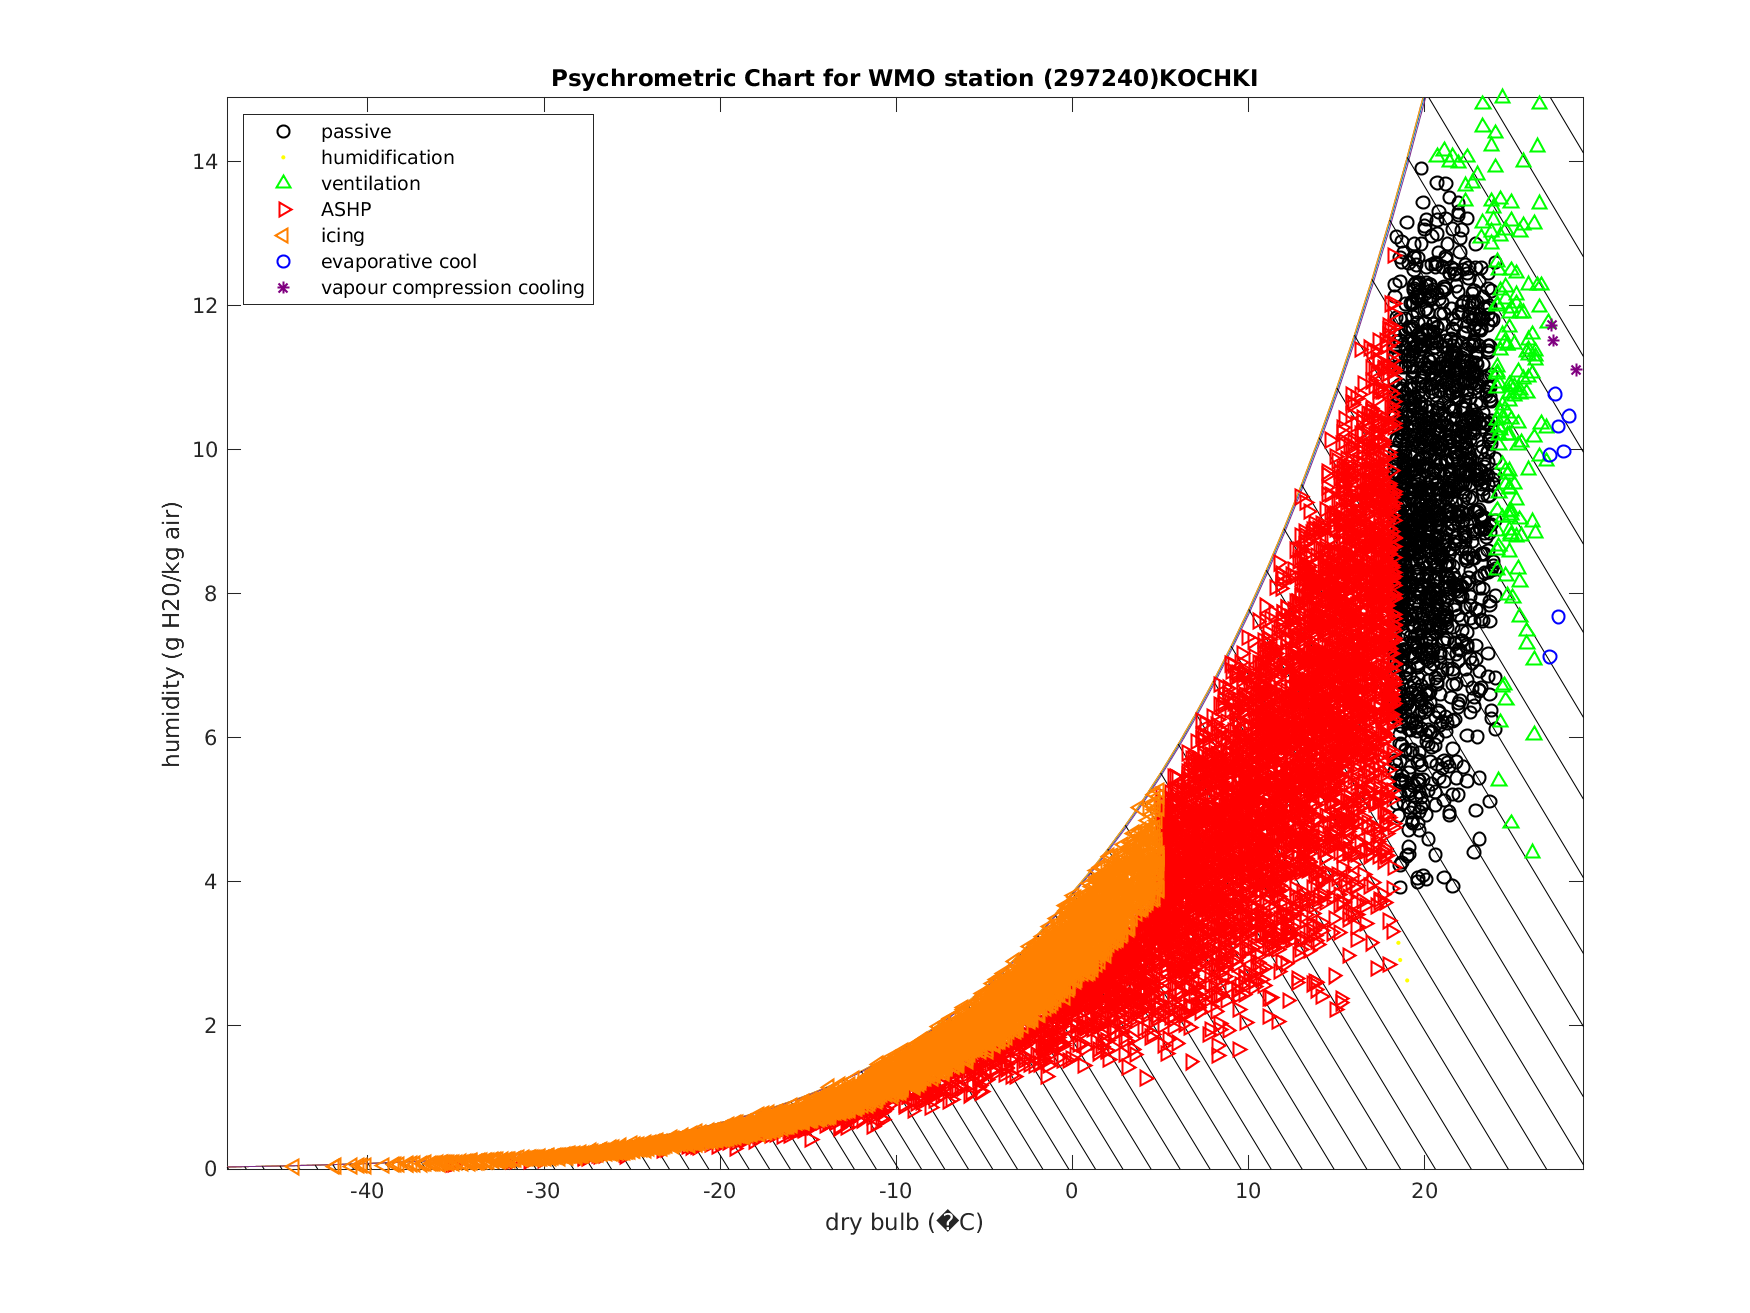 Psychrometric Chart for WMO station (297240)KOCHKI
passive
humidification
ventilation
ASHP
icing
evaporative cool
vapour compression cooling
14
12
10
8
6
4
2
0
humidity (g H20/kg air)
-40 -30 -20 -10 0 10 20
dry bulb (�C)